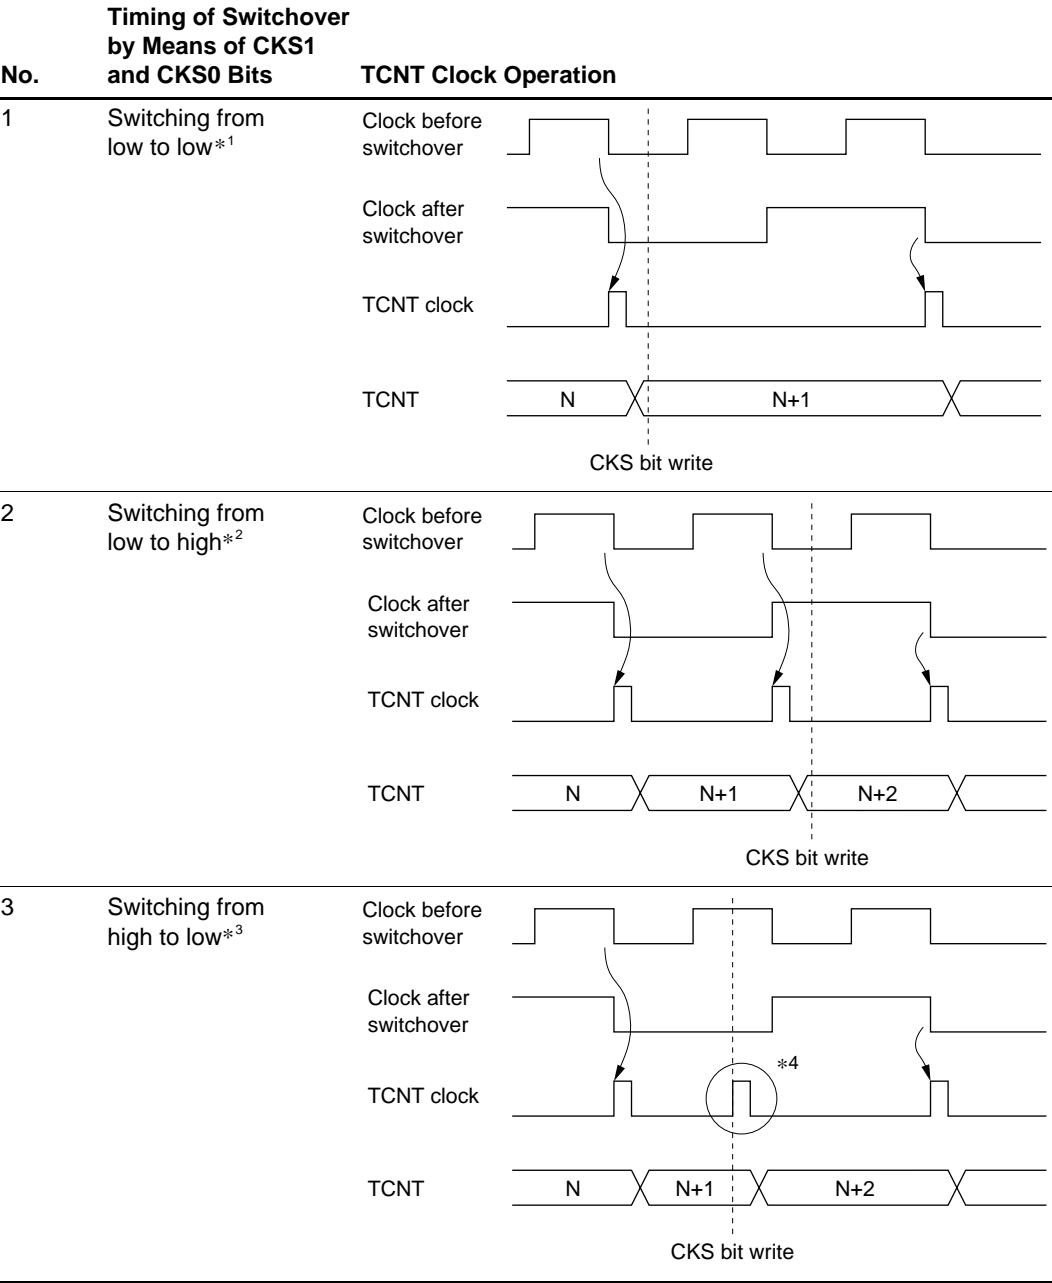 No.
Timing of Switchover
by Means of CKS1
and CKS0 Bits
TCNT Clock Operation
1
Switching from
low to low*1
Clock before
switchover
Clock after
switchover
TCNT clock
TCNT
N
N+1
CKS bit write
2
Switching from
low to high*2
Clock before
switchover
Clock after
switchover
TCNT clock
TCNT
N
N+1
N+2
CKS bit write
3
Switching from
high to low*3
Clock before
switchover
Clock after
switchover
*4
TCNT clock
TCNT
N
N+1
N+2
CKS bit write